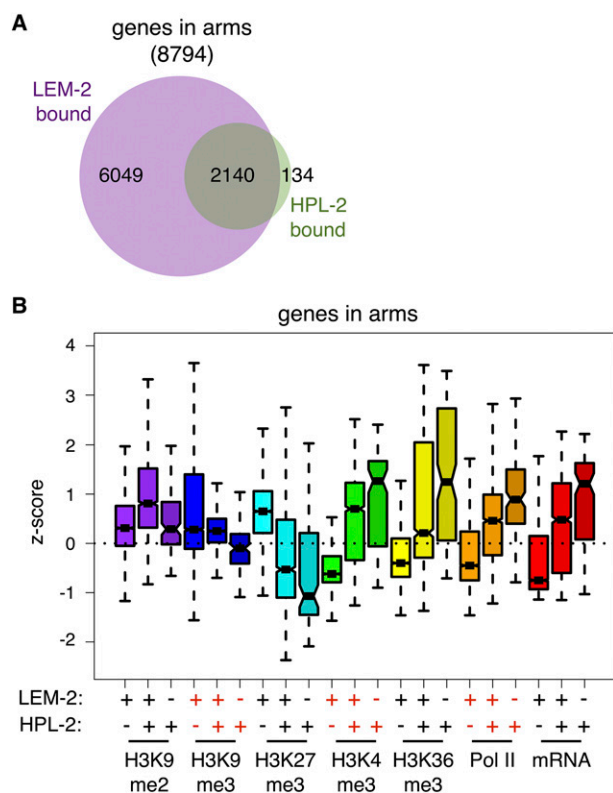 A
genes in arms
(8794)
LEM-2
bound
6049
2140
134
HPL-2
bound
B
genes in arms
z-score
4
3
2
1
0
-1
-2
LEM-2: + + - + + - + + - + + - + + - + + - + + -
HPL-2: - + + - + + - + + - + + - + + - + + - + +
H3K9 H3K9 H3K27 H3K4 H3K36 Pol II mRNA
me2 me3 me3 me3 me3